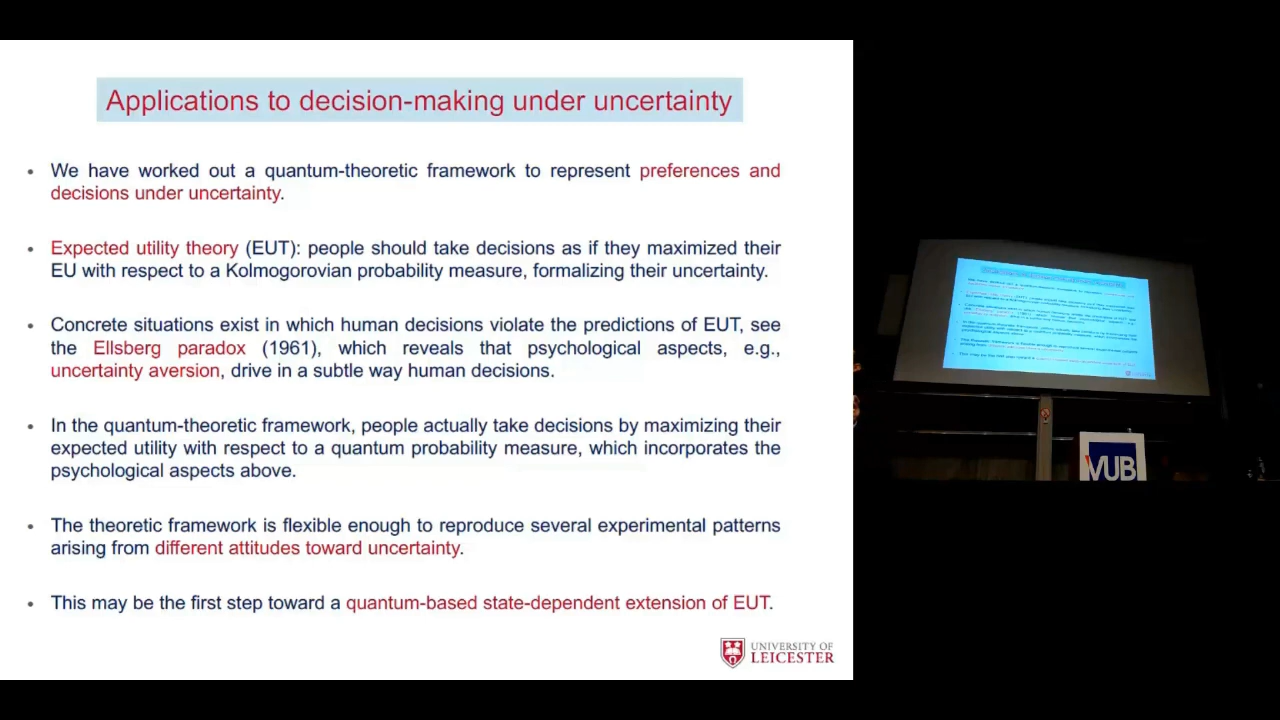 Applications to decision-making under uncertainty
• We have worked out a quantum-theoretic framework to represent preferences and
decisions under uncertainty.
• Expected utility theory (EUT): people should take decisions as if they maximized their
EU with respect to a Kolmogorovian probability measure, formalizing their uncertainty.
• Concrete situations exist in which human decisions violate the predictions of EUT, see
the Ellsberg paradox (1961), which reveals that psychological aspects, e.g.,
uncertainty aversion, drive in a subtle way human decisions.
• In the quantum-theoretic framework, people actually take decisions by maximizing their
expected utility with respect to a quantum probability measure, which incorporates the
psychological aspects above.
• The theoretic framework is flexible enough to reproduce several experimental patterns
arising from different attitudes toward uncertainty.
• This may be the first step toward a quantum-based state-dependent extension of EUT.
UNIVERSITY OF
LEICESTER
VUB